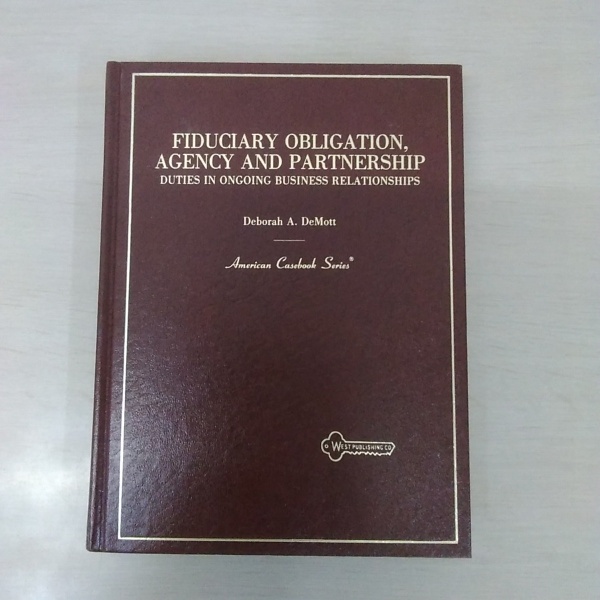 FIDUCIARY OBLIGATION,
AGENCY AND PARTNERSHIP
DUTIES IN ONGOING BUSINESS RELATIONSHIPS
Deborah A. DeMott
American Casebook Series®
WEST PUBLISHING CO